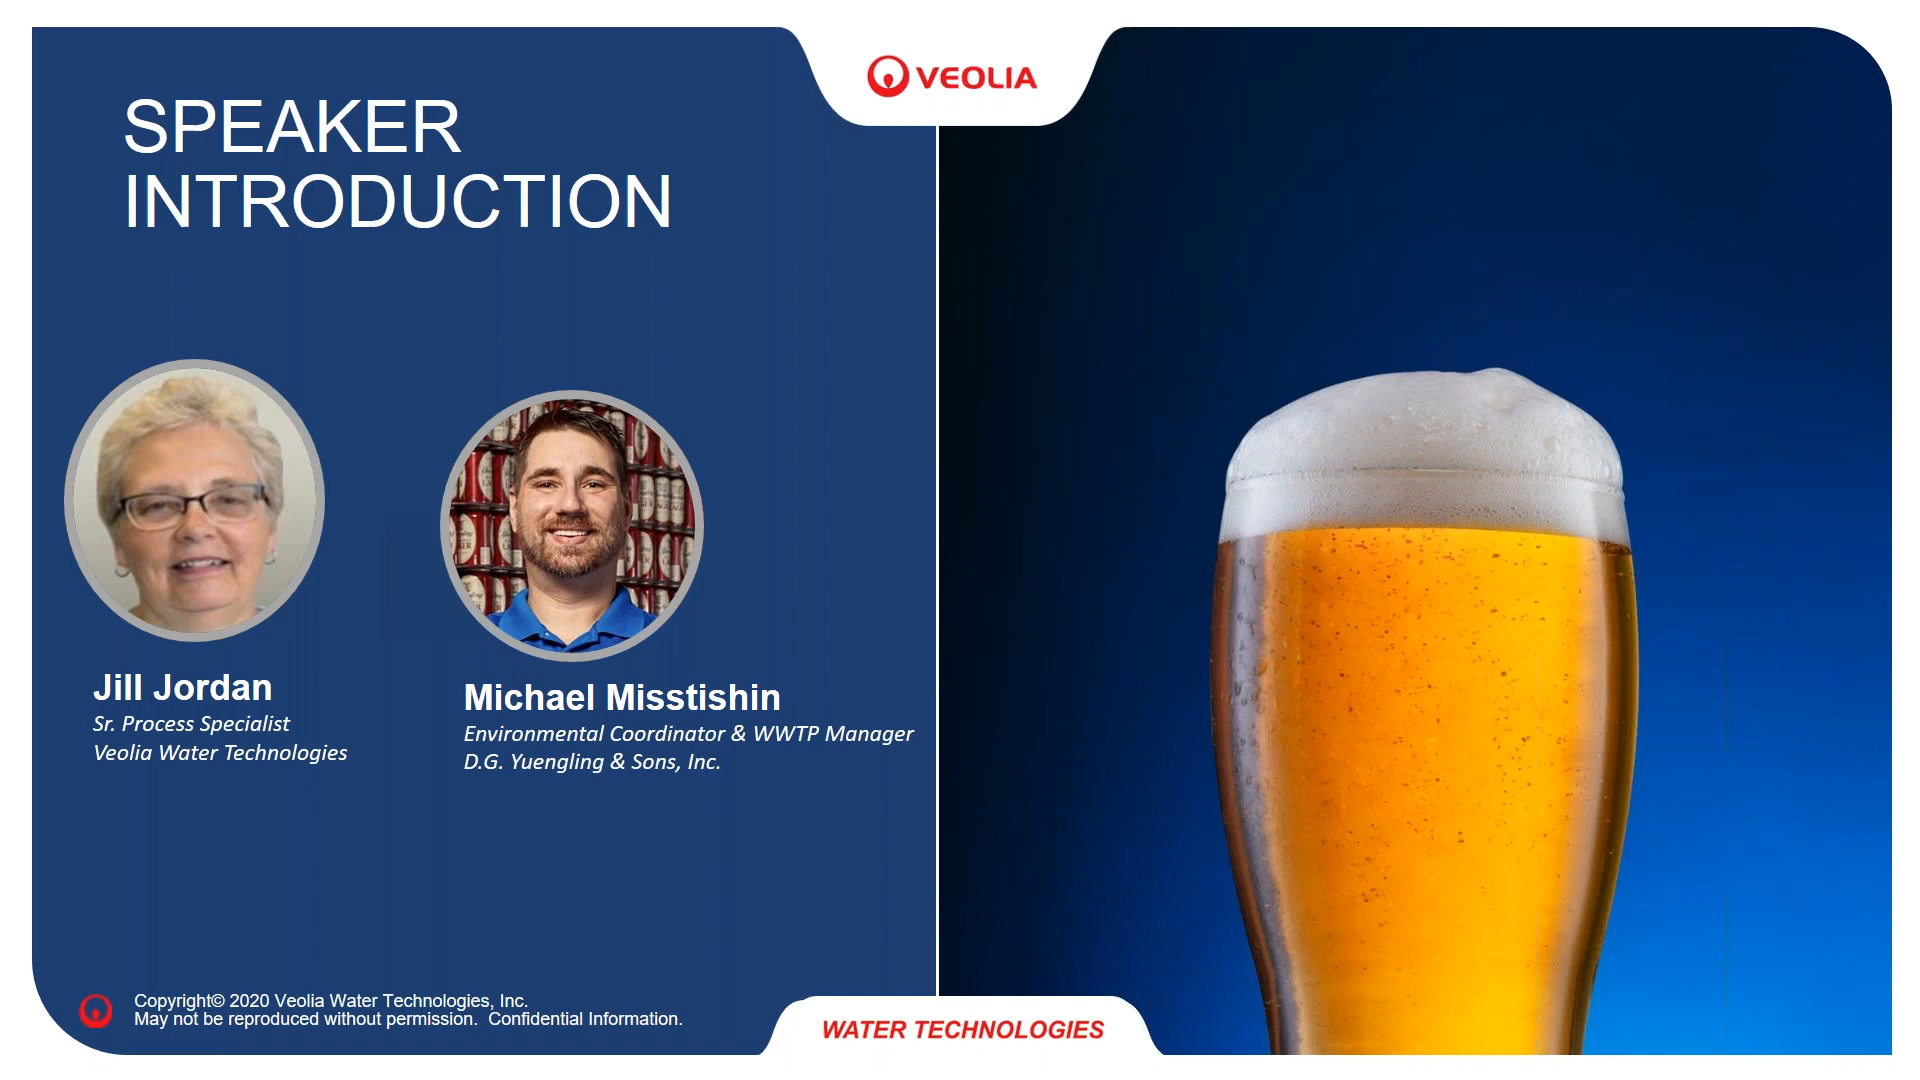 VEOLIA
SPEAKER
INTRODUCTION
Jill Jordan
Sr. Process Specialist
Veolia Water Technologies
Michael Misstishin
Environmental Coordinator & WWTP Manager
D.G. Yuengling & Sons, Inc.
Copyright© 2020 Veolia Water Technologies, Inc.
May not be reproduced without permission. Confidential Information.
WATER TECHNOLOGIES